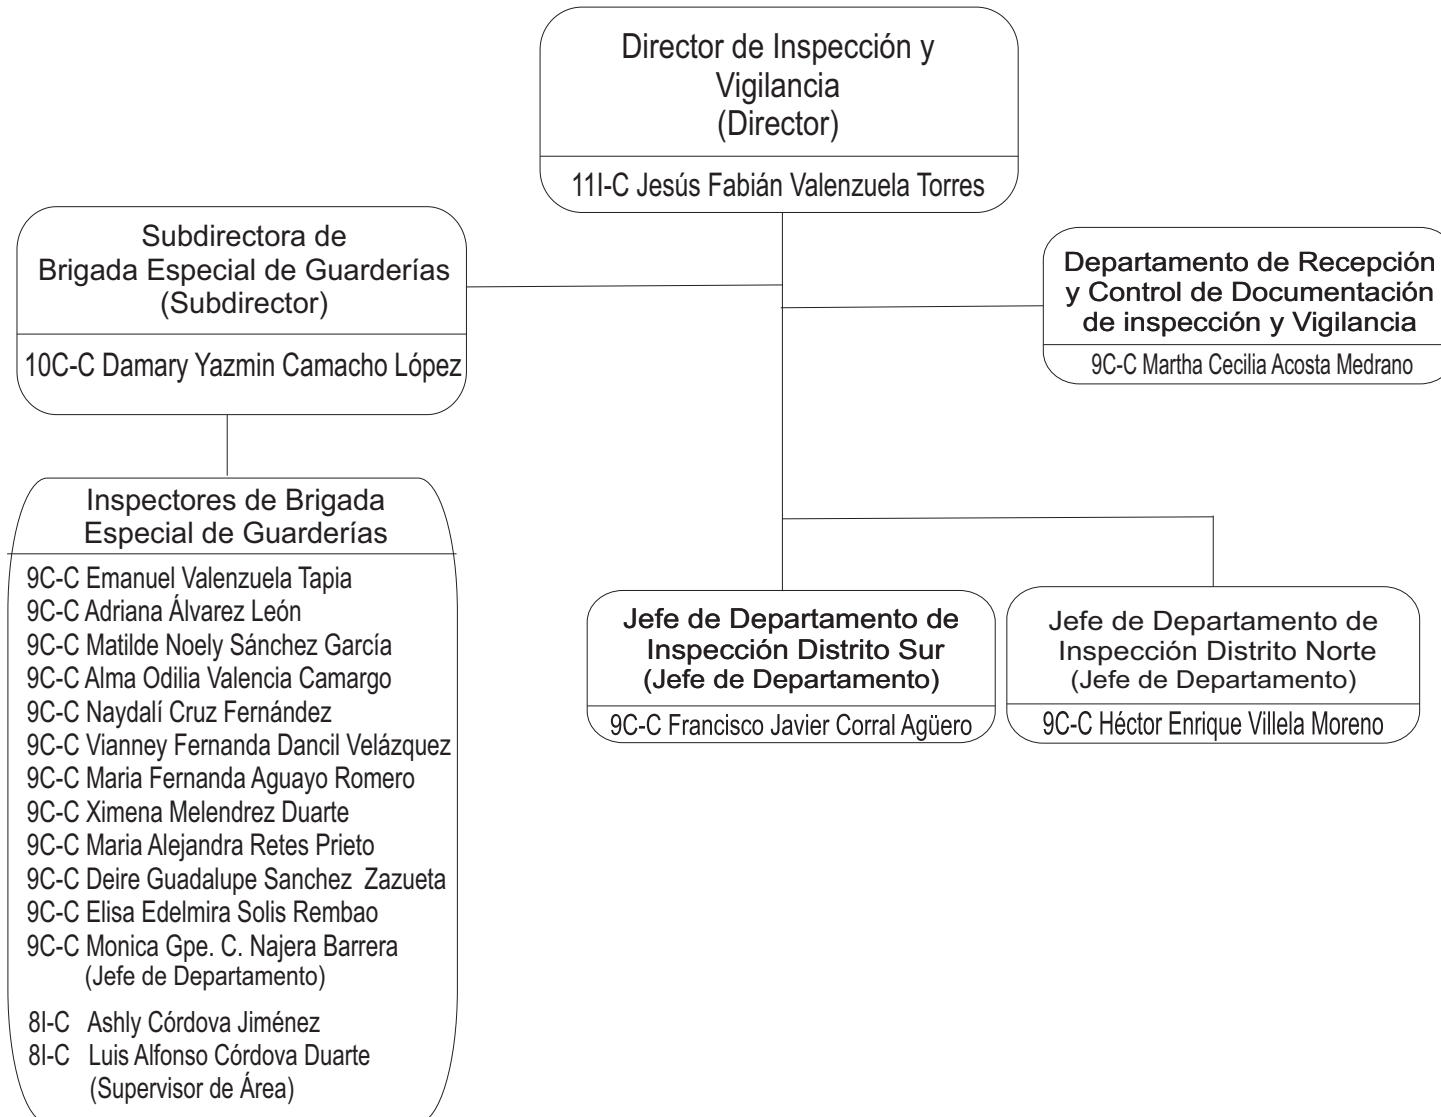 Director de Inspección y
Vigilancia
(Director)
11I-C Jesús Fabián Valenzuela Torres
Subdirectora de
Brigada Especial de Guarderías
(Subdirector)
10C-C Damary Yazmin Camacho López
Departamento de Recepción
y Control de Documentación
de inspección y Vigilancia
9C-C Martha Cecilia Acosta Medrano
Inspectores de Brigada
Especial de Guarderías
9C-C Emanuel Valenzuela Tapia
9C-C Adriana Álvarez León
9C-C Matilde Noely Sánchez García
9C-C Alma Odilia Valencia Camargo
9C-C Naydalí Cruz Fernández
9C-C Vianney Fernanda Dancil Velázquez
9C-C Maria Fernanda Aguayo Romero
9C-C Ximena Melendrez Duarte
9C-C Maria Alejandra Retes Prieto
9C-C Deire Guadalupe Sanchez Zazueta
9C-C Elisa Edelmira Solis Rembao
9C-C Monica Gpe. C. Najera Barrera
(Jefe de Departamento)
8I-C Ashly Córdova Jiménez
8I-C Luis Alfonso Córdova Duarte
(Supervisor de Área)
Jefe de Departamento de
Inspección Distrito Sur
(Jefe de Departamento)
9C-C Francisco Javier Corral Agüero
Jefe de Departamento de
Inspección Distrito Norte
(Jefe de Departamento)
9C-C Héctor Enrique Villela Moreno